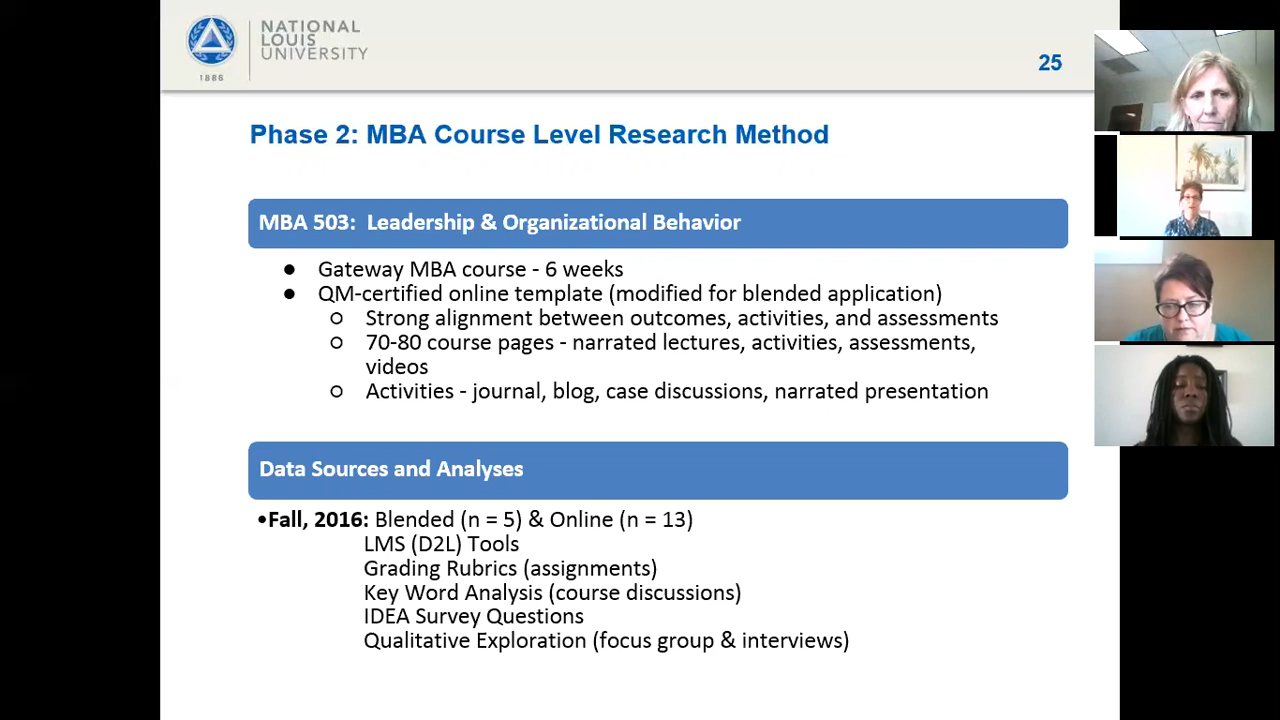 NATIONAL
LOUIS
UNIVERSITY
1886
25
Phase 2: MBA Course Level Research Method
MBA 503: Leadership & Organizational Behavior
● Gateway MBA course - 6 weeks
● QM-certified online template (modified for blended application)
○ Strong alignment between outcomes, activities, and assessments
○ 70-80 course pages - narrated lectures, activities, assessments,
videos
○ Activities - journal, blog, case discussions, narrated presentation
Data Sources and Analyses
•Fall, 2016: Blended (n = 5) & Online (n = 13)
LMS (D2L) Tools
Grading Rubrics (assignments)
Key Word Analysis (course discussions)
IDEA Survey Questions
Qualitative Exploration (focus group & interviews)